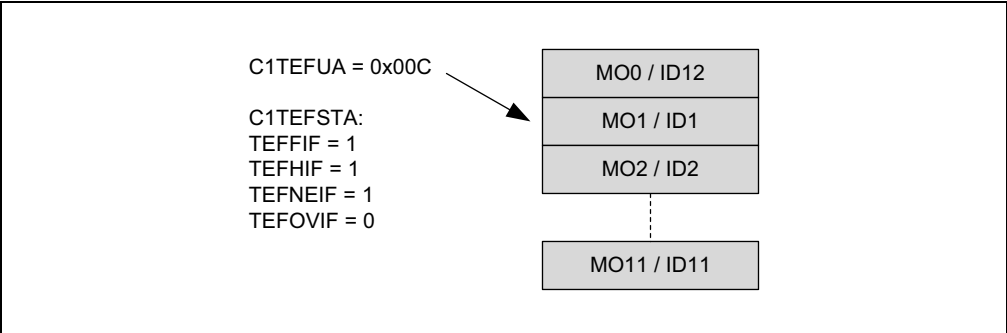 C1TEFUA = 0x00C
C1TEFSTA:
TEFFIF = 1
TEFHIF = 1
TEFNEIF = 1
TEFOVIF = 0
MO0 / ID12
MO1 / ID1
MO2 / ID2
MO11 / ID11